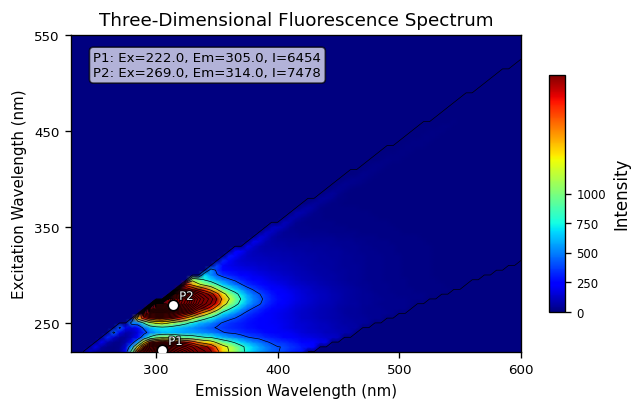 Three-Dimensional Fluorescence Spectrum
P1: Ex=222.0, Em=305.0, I=6454
P2: Ex=269.0, Em=314.0, I=7478
550
450
350
250
Excitation Wavelength (nm)
P2
P1
300
400
500
600
Emission Wavelength (nm)
1000
750
500
250
0
Intensity